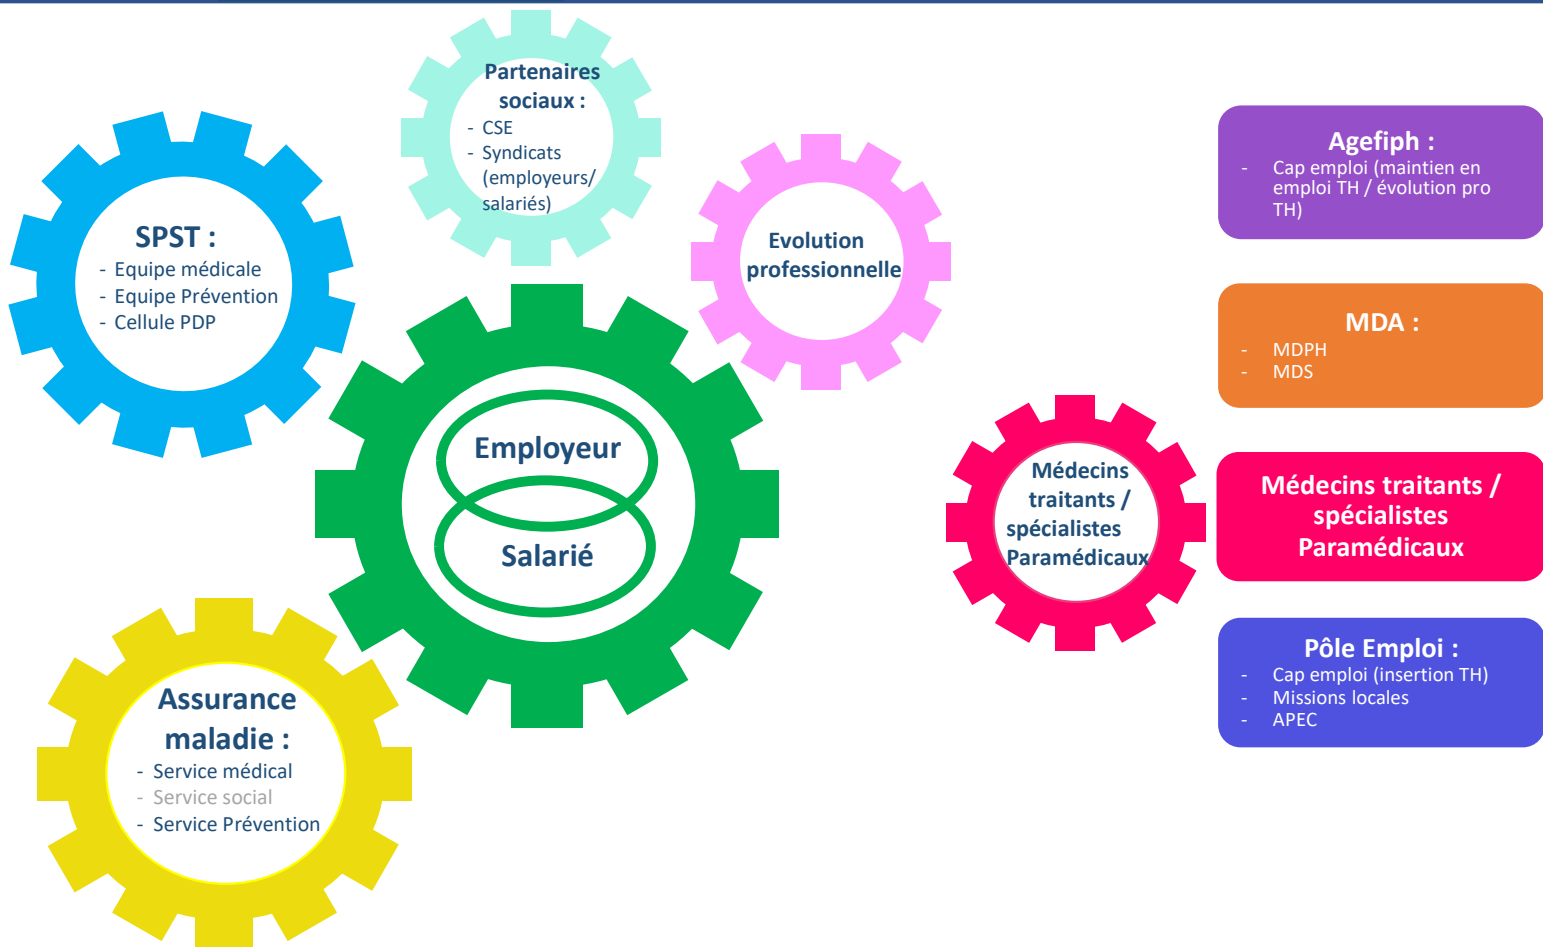 Partenaires
sociaux :
- CSE
- Syndicats
(employeurs/
salariés)
SPST :
- Equipe médicale
- Equipe Prévention
- Cellule PDP
Evolution
professionnelle
Employeur
Salarié
Médecins
traitants /
spécialistes
Paramédicaux
Assurance
maladie :
- Service médical
- Service social
- Service Prévention
Agefiph :
- Cap emploi (maintien en
emploi TH / évolution pro
TH)
MDA :
- MDPH
- MDS
Médecins traitants /
spécialistes
Paramédicaux
Pôle Emploi :
- Cap emploi (insertion TH)
- Missions locales
- APEC